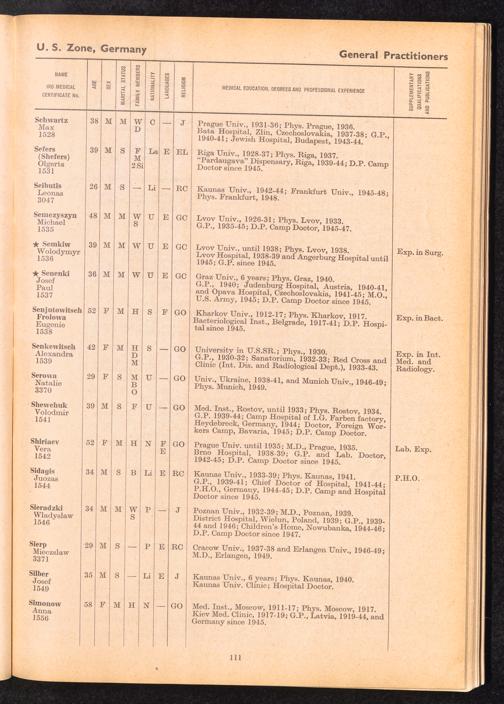 U. S. Zone, Germany
General Practitioners
NAME
IRO MEDICAL
CERTIFICATE No.
AGE
SEX
MARITAL STATUS
FAMILY MEMBERS
NATIONALITY
LANGUAGES
RELIGION
MEDICAL EDUCATION, DEGREES AND PROFESSIONAL EXPERIENCE
SUPPLEMENTARY
QUALIFICATIONS
AND PUBLICATIONS
Schwartz 38 M M W C — J Prague Univ., 1931-36; Phys. Prague, 1936.
Max D Bata Hospital, Zlin, Czechoslovakia, 1937-38; G.P.,
1528 1940-41; Jewish Hospital, Budapest, 1943-44.
Sefers 39 M S F La E EL Riga Univ., 1928-37; Phys. Riga, 1937.
(Shefers) M "Pardangava" Dispensary, Riga, 1939-44; D.P. Camp
Olgerts 2Si Doctor since 1945.
1531
Seibutis 26 M S — Li — RC Kaunas Univ., 1942-44; Frankfurt Univ., 1945-48;
Leonas Phys. Frankfurt, 1948.
3047
Semezyszyn 48 M M W U E GC Lvov Univ., 1926-31; Phys. Lvov, 1933.
Michael S G.P., 1935-45; D.P. Camp Doctor, 1945-47.
1535
★ Semkiw 39 M M W U E GC Lvov Univ., until 1938; Phys. Lvov, 1938. Exp. in Surg.
Wolodymyr Lvov Hospital, 1938-39 and Angerburg Hospital until
1536 1945; G.P. since 1945.
★ Senenki 36 M M W U E GC Graz Univ., 6 years; Phys. Graz, 1940.
Josef G.P., 1940; Judenburg Hospital, Austria, 1940-41,
Paul and Opava Hospital, Czechoslovakia, 1941-45; M.O.,
1537 U.S. Army, 1945; D.P. Camp Doctor since 1945.
Senjutowitsch 52 F M H S F GO Kharkov Univ., 1912-17; Phys. Kharkov, 1917. Exp. in Bact.
Frolowa Bacteriological Inst., Belgrade, 1917-41; D.P. Hospi-
Eugenie tal since 1945.
1538
Senkewitsch 42 F M H S — GO University in U.S.SR.; Phys., 1930. Exp. in Int.
Alexandra D G.P., 1930-32; Sanatorium, 1932-33; Red Cross and Med. and
1539 M Clinic (Int. Dis. and Radiological Dept.), 1933-43. Radiology.
Serowa 29 F S M U — GO Univ., Ukraine, 1938-41, and Munich Univ., 1946-49;
Natalie B Phys. Munich, 1949.
3370 O
Shewchuk 39 M S F U — GO Med. Inst., Rostov, until 1933; Phys. Rostov, 1934.
Volodmir G.P. 1939-44; Camp Hospital of I.G. Farben factory,
1541 Heydebreck, Germany, 1944; Doctor, Foreign Wor-
kers Camp, Bavaria, 1945; D.P. Camp Doctor.
Shiriaev 52 F M H N F GO Prague Univ. until 1935; M.D., Prague, 1935. Lab. Exp.
Vera E Brno Hospital, 1938-39; G.P. and Lab. Doctor,
1542 1942-45; D.P. Camp Doctor since 1945.
Sidagis 34 M S B Li E RC Kaunas Univ., 1933-39; Phys. Kaunas, 1941. P.H.O.
Juozas G.P., 1939-41; Chief Doctor of Hospital, 1941-44;
1544 P.H.O., Germany, 1944-45; D.P. Camp and Hospital
Doctor since 1945.
Sieradzki 34 M M W P — J Poznan Univ., 1932-39; M.D., Poznan, 1939.
Wladyslaw S District Hospital, Wielun, Poland, 1939; G.P., 1939-
1546 44 and 1946; Children's Home, Nowubanka, 1944-46;
D.P. Camp Doctor since 1947.
Sierp 29 M S — P E RC Cracow Univ., 1937-38 and Erlangen Univ., 1946-49;
Mieczslaw M.D., Erlangen, 1949.
3371
Silber 35 M S — Li E J Kaunas Univ., 6 years; Phys. Kaunas, 1940.
Josef Kaunas Univ. Clinic; Hospital Doctor.
1549
Simonow 58 F M H N — GO Med. Inst., Moscow, 1911-17; Phys. Moscow, 1917.
Anna Kiev Med. Clinic, 1917-19; G.P., Latvia, 1919-44, and
1556 Germany since 1945.
111